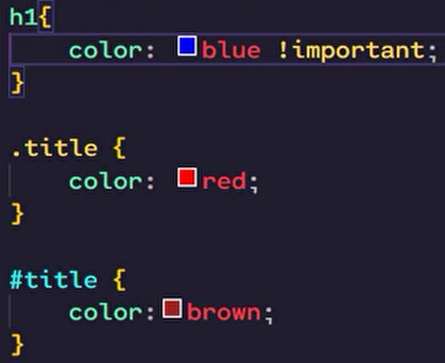 h1{
    color: blue !important;
}
.title {
    color: red;
}
#title {
    color: brown;
}